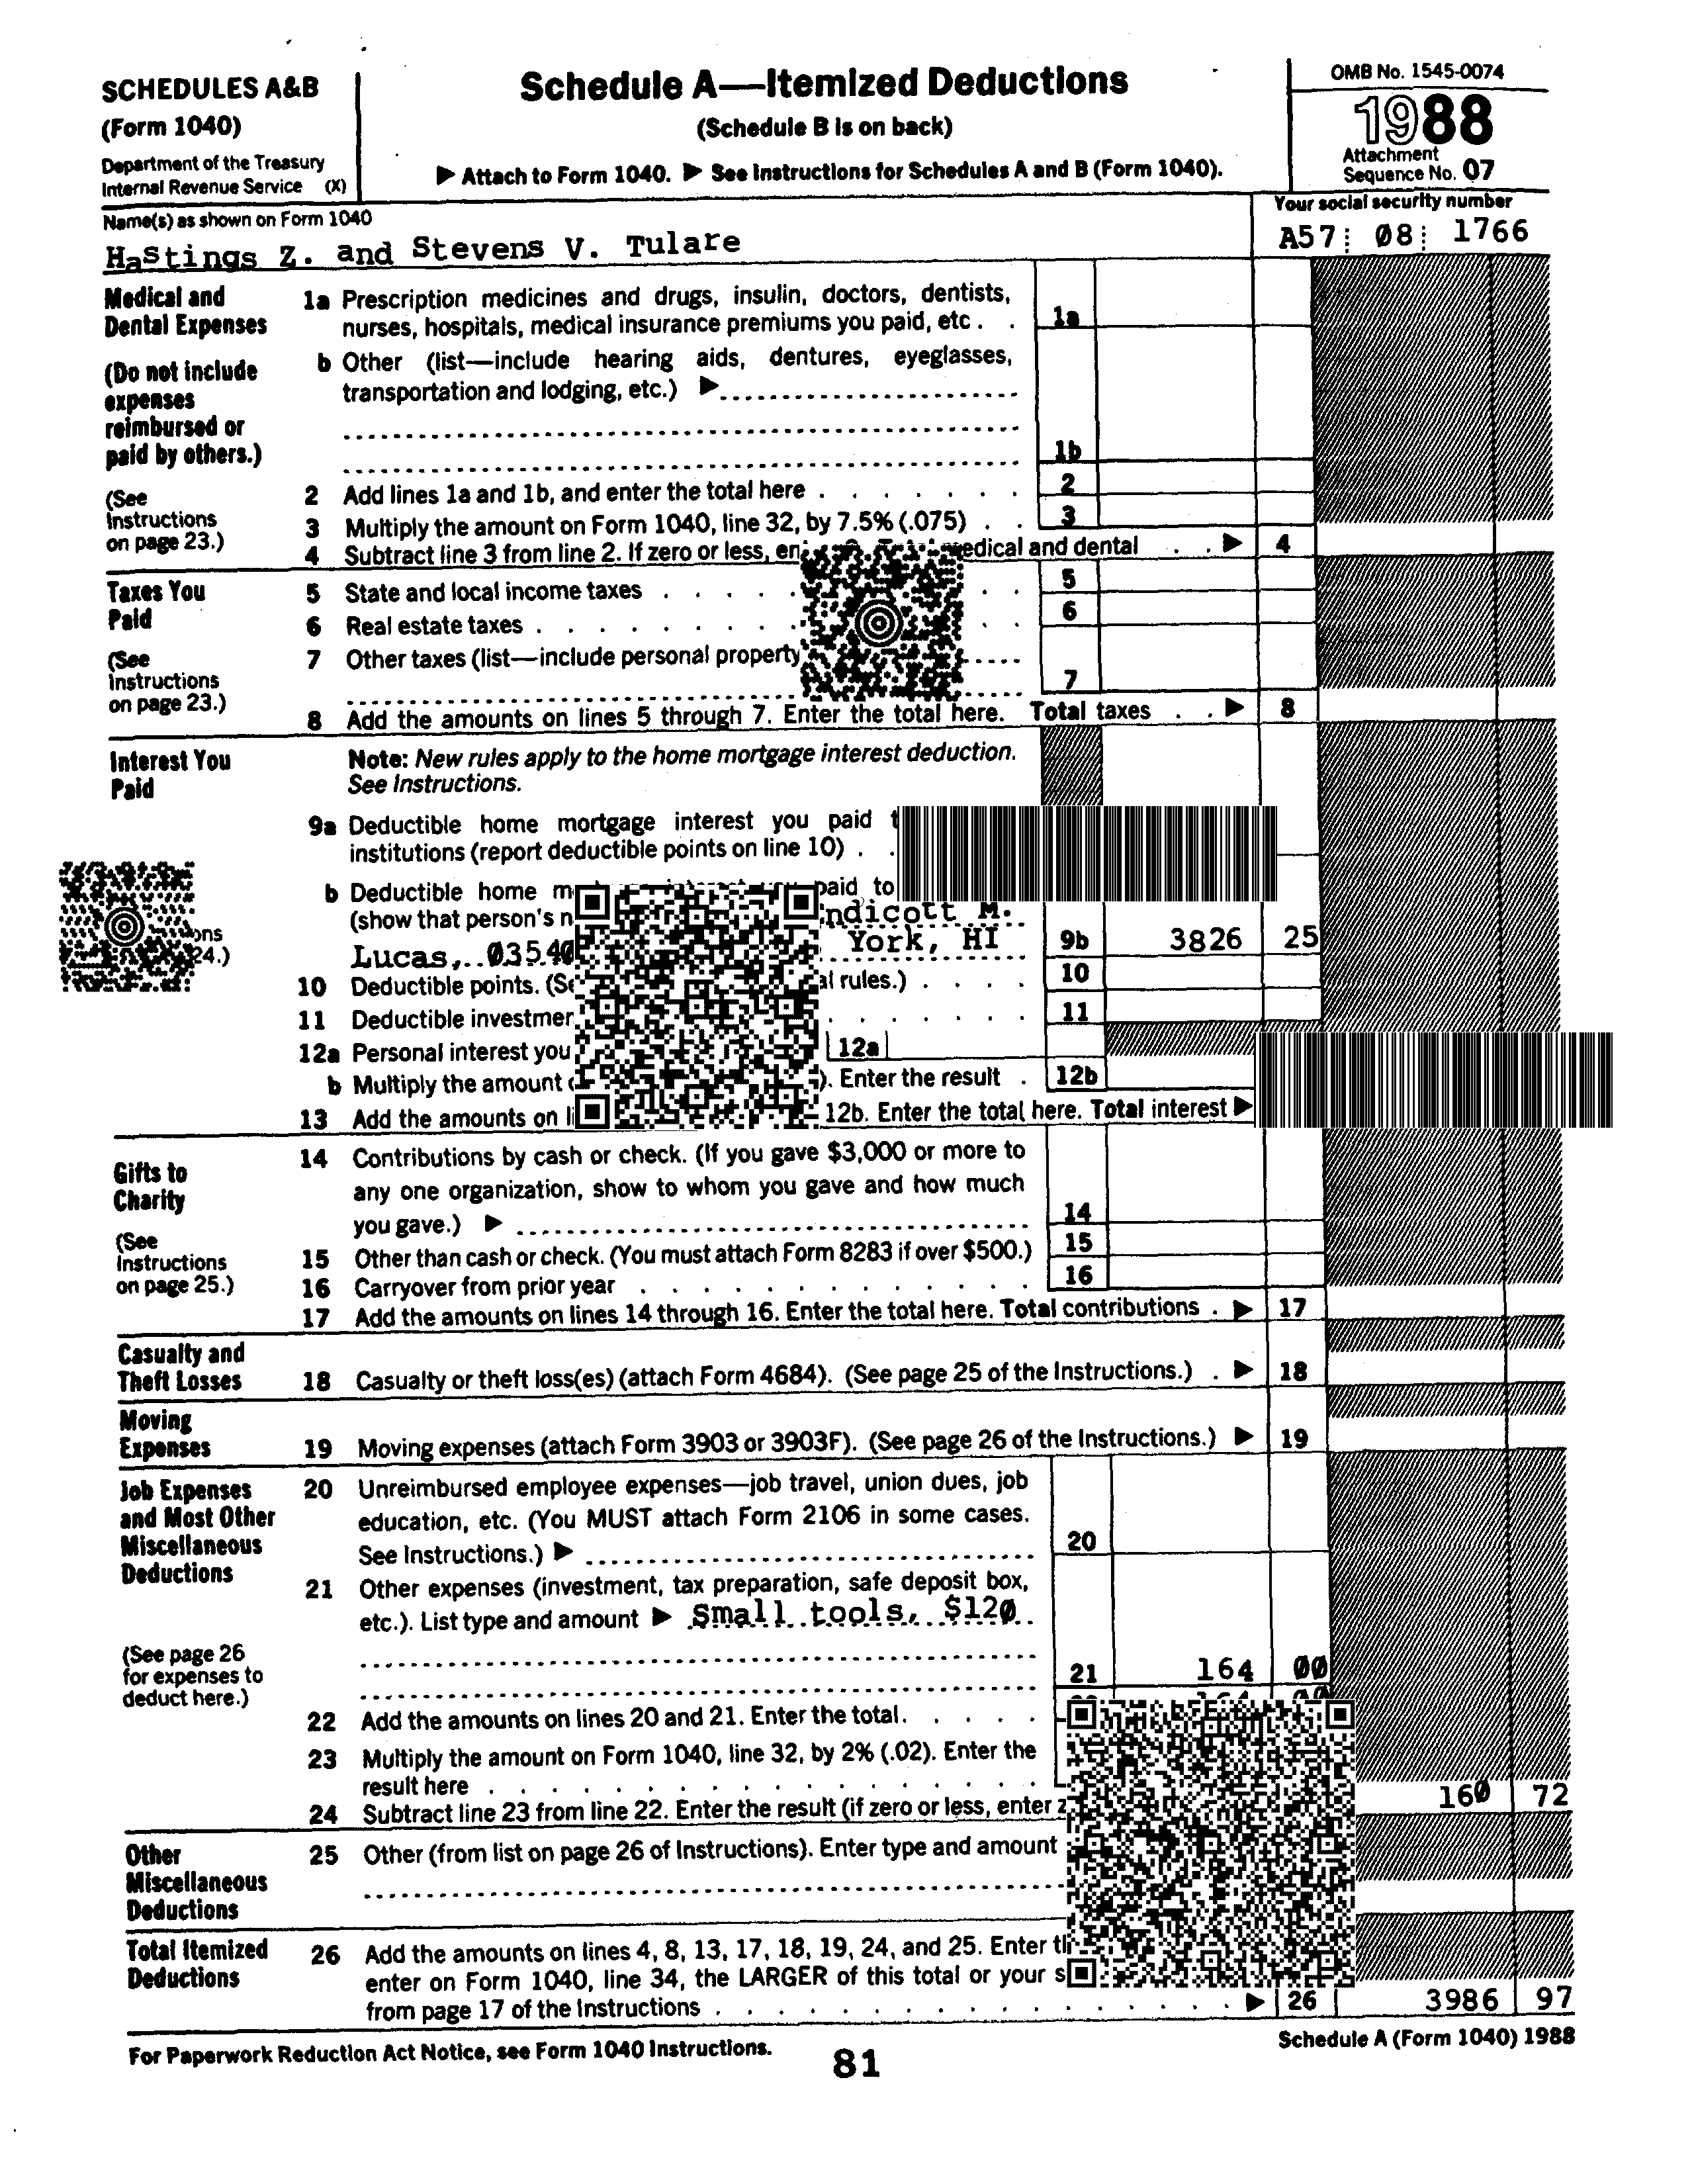 SCHEDULES A&B
(Form 1040)
Department of the Treasury
Internal Revenue Service (X)
Schedule A—Itemized Deductions
(Schedule B is on back)
▶ Attach to Form 1040. ▶ See Instructions for Schedules A and B (Form 1040).
OMB No. 1545-0074
1988
Attachment
Sequence No. 07
Name(s) as shown on Form 1040
Hastings Z. and Stevens V. Tulare
Your social security number
A57 08 1766
Medical and
Dental Expenses
(Do not include
expenses
reimbursed or
paid by others.)
(See
Instructions
on page 23.)
1a Prescription medicines and drugs, insulin, doctors, dentists,
nurses, hospitals, medical insurance premiums you paid, etc . . 1a
b Other (list—include hearing aids, dentures, eyeglasses,
transportation and lodging, etc.) ▶
1b
2 Add lines 1a and 1b, and enter the total here . . . . . . . 2
3 Multiply the amount on Form 1040, line 32, by 7.5% (.075) . . 3
4 Subtract line 3 from line 2. If zero or less, medical and dental . . ▶ 4
Taxes You
Paid
(See
Instructions
on page 23.)
5 State and local income taxes . . . . . . . 5
6 Real estate taxes . . . . . . . . . . 6
7 Other taxes (list—include personal property
7
8 Add the amounts on lines 5 through 7. Enter the total here. Total taxes . . ▶ 8
Interest You
Paid
Note: New rules apply to the home mortgage interest deduction.
See Instructions.
9a Deductible home mortgage interest you paid
institutions (report deductible points on line 10) . .
b Deductible home paid to
(show that person's M.
Lucas, 03540 York, HI 9b 3826 25
24.)
10 Deductible points. rules.) . . . . 10
11 Deductible . . . . . . . 11
12a Personal interest you 12a
b Multiply the amount ). Enter the result . 12b
13 Add the amounts on 12b. Enter the total here. Total interest ▶
Gifts to
Charity
(See
Instructions
on page 25.)
14 Contributions by cash or check. (If you gave $3,000 or more to
any one organization, show to whom you gave and how much
you gave.) ▶ 14
15 Other than cash or check. (You must attach Form 8283 if over $500.) 15
16 Carryover from prior year . . . . . . . . . . . . 16
17 Add the amounts on lines 14 through 16. Enter the total here. Total contributions . ▶ 17
Casualty and
Theft Losses
18 Casualty or theft loss(es) (attach Form 4684). (See page 25 of the Instructions.) . ▶ 18
Moving
Expenses
19 Moving expenses (attach Form 3903 or 3903F). (See page 26 of the Instructions.) ▶ 19
Job Expenses
and Most Other
Miscellaneous
Deductions
(See page 26
for expenses to
deduct here.)
20 Unreimbursed employee expenses—job travel, union dues, job
education, etc. (You MUST attach Form 2106 in some cases.
See Instructions.) ▶ 20
21 Other expenses (investment, tax preparation, safe deposit box,
etc.). List type and amount ▶ Small tools, $120
21 164 00
22 Add the amounts on lines 20 and 21. Enter the total. . . . .
23 Multiply the amount on Form 1040, line 32, by 2% (.02). Enter the
result here . . . . . . . . . . . . . . .
24 Subtract line 23 from line 22. Enter the result (if zero or less, enter 160 72
Other
Miscellaneous
Deductions
25 Other (from list on page 26 of Instructions). Enter type and amount
Total Itemized
Deductions
26 Add the amounts on lines 4, 8, 13, 17, 18, 19, 24, and 25. Enter
enter on Form 1040, line 34, the LARGER of this total or your
from page 17 of the Instructions . . . . . . . . . . . . . . . . ▶ 26 3986 97
For Paperwork Reduction Act Notice, see Form 1040 Instructions.
81
Schedule A (Form 1040) 1988